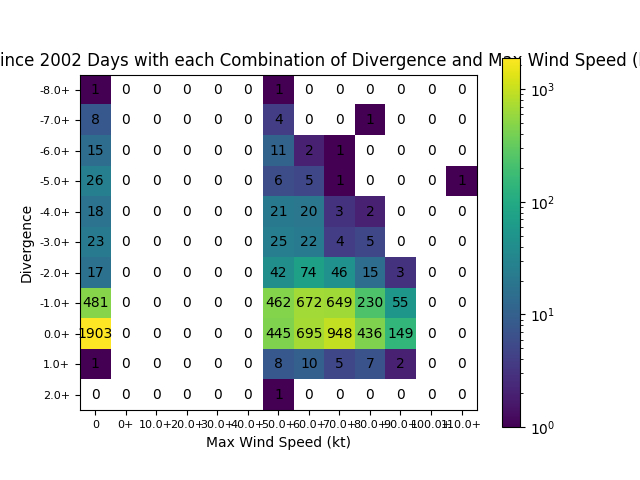 ince 2002 Days with each Combination of Divergence and Max Wind Speed (
-8.0+ 1 0 0 0 0 0 1 0 0 0 0 0 0
-7.0+ 8 0 0 0 0 0 4 0 0 1 0 0 0
-6.0+ 15 0 0 0 0 0 11 2 1 0 0 0 0
-5.0+ 26 0 0 0 0 0 6 5 1 0 0 0 1
-4.0+ 18 0 0 0 0 0 21 20 3 2 0 0 0
-3.0+ 23 0 0 0 0 0 25 22 4 5 0 0 0
-2.0+ 17 0 0 0 0 0 42 74 46 15 3 0 0
-1.0+ 481 0 0 0 0 0 462 672 649 230 55 0 0
0.0+ 1903 0 0 0 0 0 445 695 948 436 149 0 0
1.0+ 1 0 0 0 0 0 8 10 5 7 2 0 0
2.0+ 0 0 0 0 0 0 1 0 0 0 0 0 0
0 0+ 10.0+ 20.0+ 30.0+ 40.0+ 50.0+ 60.0+ 70.0+ 80.0+ 90.0+ 100.0+ 110.0+
Max Wind Speed (kt)
Divergence
10³
10²
10¹
10⁰